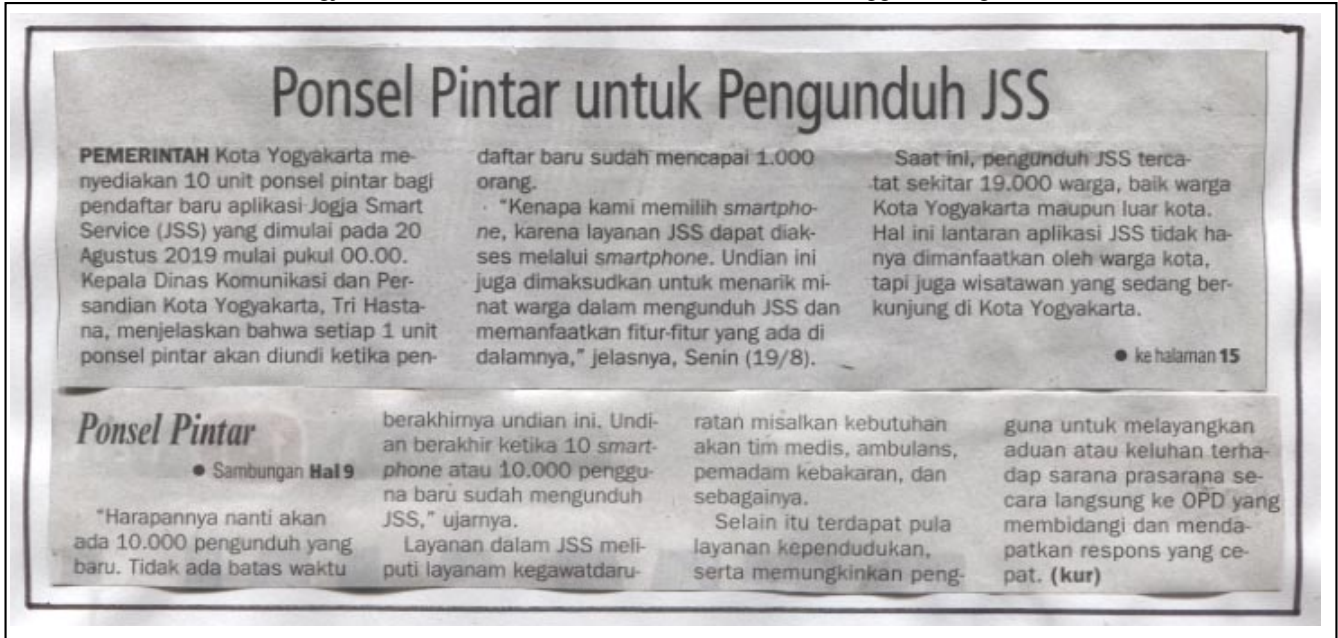 Ponsel Pintar untuk Pengunduh JSS
PEMERINTAH Kota Yogyakarta me-
nyediakan 10 unit ponsel pintar bagi
pendaftar baru aplikasi Jogja Smart
Service (JSS) yang dimulai pada 20
Agustus 2019 mulai pukul 00.00.
Kepala Dinas Komunikasi dan Per-
sandian Kota Yogyakarta, Tri Hasta-
na, menjelaskan bahwa setiap 1 unit
ponsel pintar akan diundi ketika pen-
daftar baru sudah mencapai 1.000
orang.
"Kenapa kami memilih smartpho-
ne, karena layanan JSS dapat diak-
ses melalui smartphone. Undian ini
juga dimaksudkan untuk menarik mi-
nat warga dalam mengunduh JSS dan
memanfaatkan fitur-fitur yang ada di
dalamnya," jelasnya, Senin (19/8).
Saat ini, pengunduh JSS terca-
tat sekitar 19.000 warga, baik warga
Kota Yogyakarta maupun luar kota.
Hal ini lantaran aplikasi JSS tidak ha-
nya dimanfaatkan oleh warga kota,
tapi juga wisatawan yang sedang ber-
kunjung di Kota Yogyakarta.
● ke halaman 15
Ponsel Pintar
● Sambungan Hal 9
"Harapannya nanti akan
ada 10.000 pengunduh yang
baru. Tidak ada batas waktu
berakhirnya undian ini. Undi-
an berakhir ketika 10 smart-
phone atau 10.000 penggu-
na baru sudah mengunduh
JSS," ujarnya.
Layanan dalam JSS meli-
puti layanam kegawatdaru-
ratan misalkan kebutuhan
akan tim medis, ambulans,
pemadam kebakaran, dan
sebagainya.
Selain itu terdapat pula
layanan kependudukan,
serta memungkinkan peng-
guna untuk melayangkan
aduan atau keluhan terha-
dap sarana prasarana se-
cara langsung ke OPD yang
membidangi dan menda-
patkan respons yang ce-
pat. (kur)